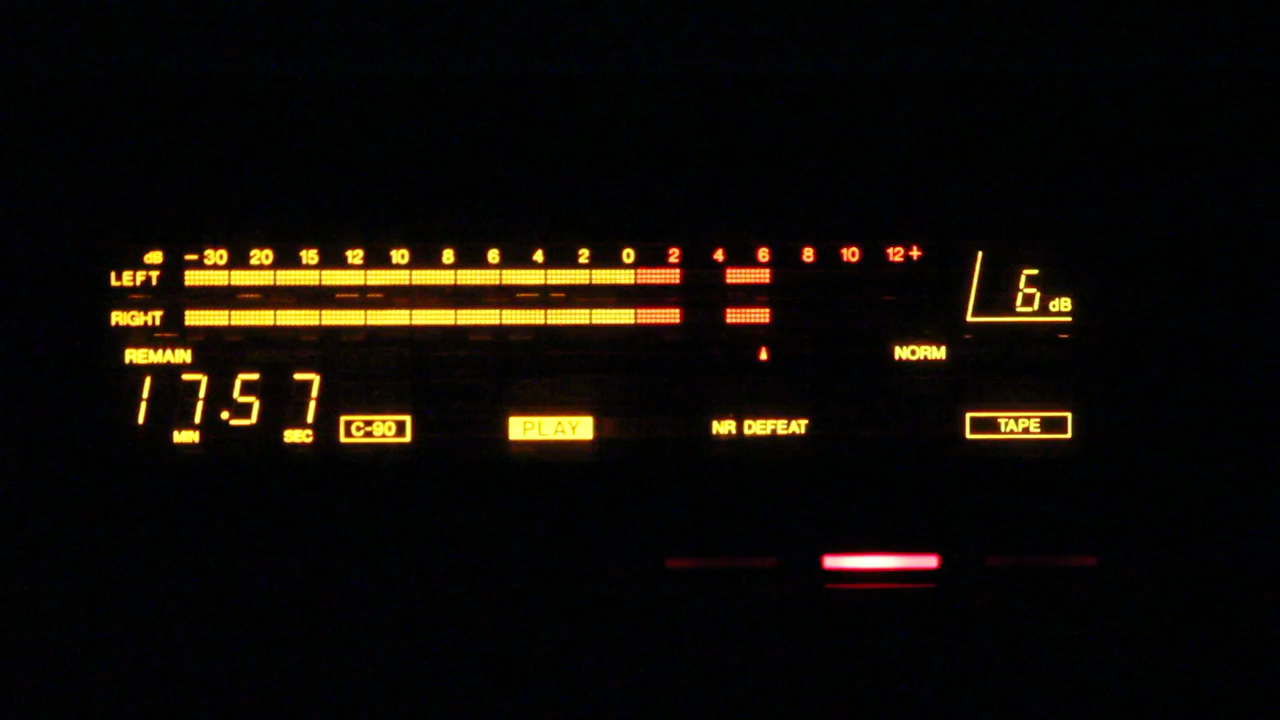 dB −30 20 15 12 10 8 6 4 2 0 2 4 6 8 10 12+
LEFT
6 dB
RIGHT
REMAIN NORM
17.57
MIN SEC
C-90 PLAY NR DEFEAT TAPE